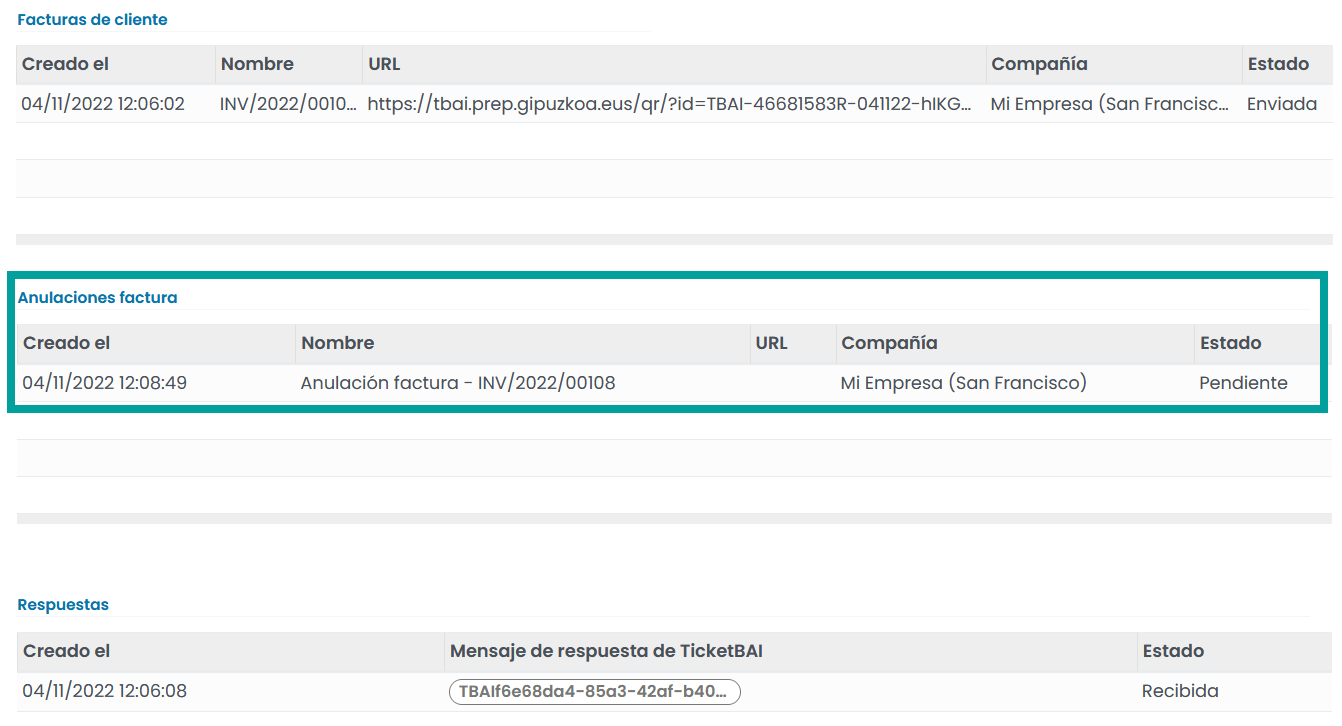 Facturas de cliente
Creado el Nombre URL Compañía Estado
04/11/2022 12:06:02 INV/2022/0010... https://tbai.prep.gipuzkoa.eus/qr/?id=TBAI-46681583R-041122-hIKG... Mi Empresa (San Francisc... Enviada
Anulaciones factura
Creado el Nombre URL Compañía Estado
04/11/2022 12:08:49 Anulación factura - INV/2022/00108 Mi Empresa (San Francisco) Pendiente
Respuestas
Creado el Mensaje de respuesta de TicketBAI Estado
04/11/2022 12:06:08 TBAIf6e68da4-85a3-42af-b40... Recibida